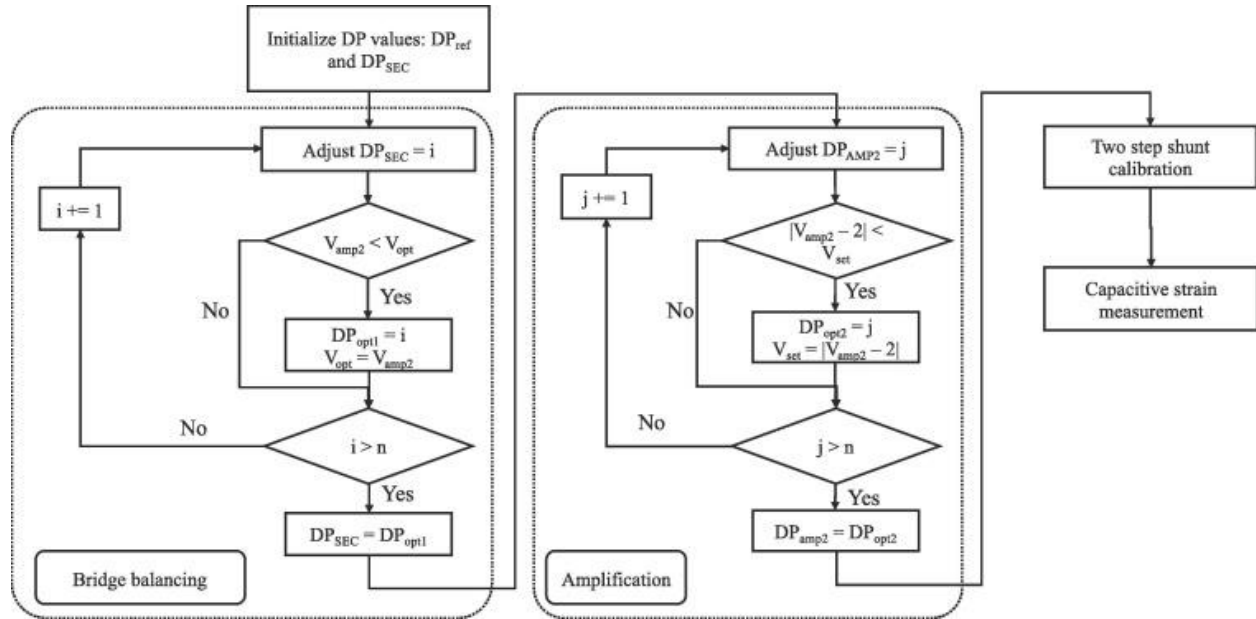 Initialize DP values: DP_ref
and DP_SEC
Adjust DP_SEC = i
i += 1
V_amp2 < V_opt
No
Yes
DP_opt1 = i
V_opt = V_amp2
No
i > n
Yes
DP_SEC = DP_opt1
Bridge balancing
Adjust DP_AMP2 = j
j += 1
|V_amp2 − 2| <
V_set
No
Yes
DP_opt2 = j
V_set = |V_amp2 − 2|
No
j > n
Yes
DP_amp2 = DP_opt2
Amplification
Two step shunt
calibration
Capacitive strain
measurement